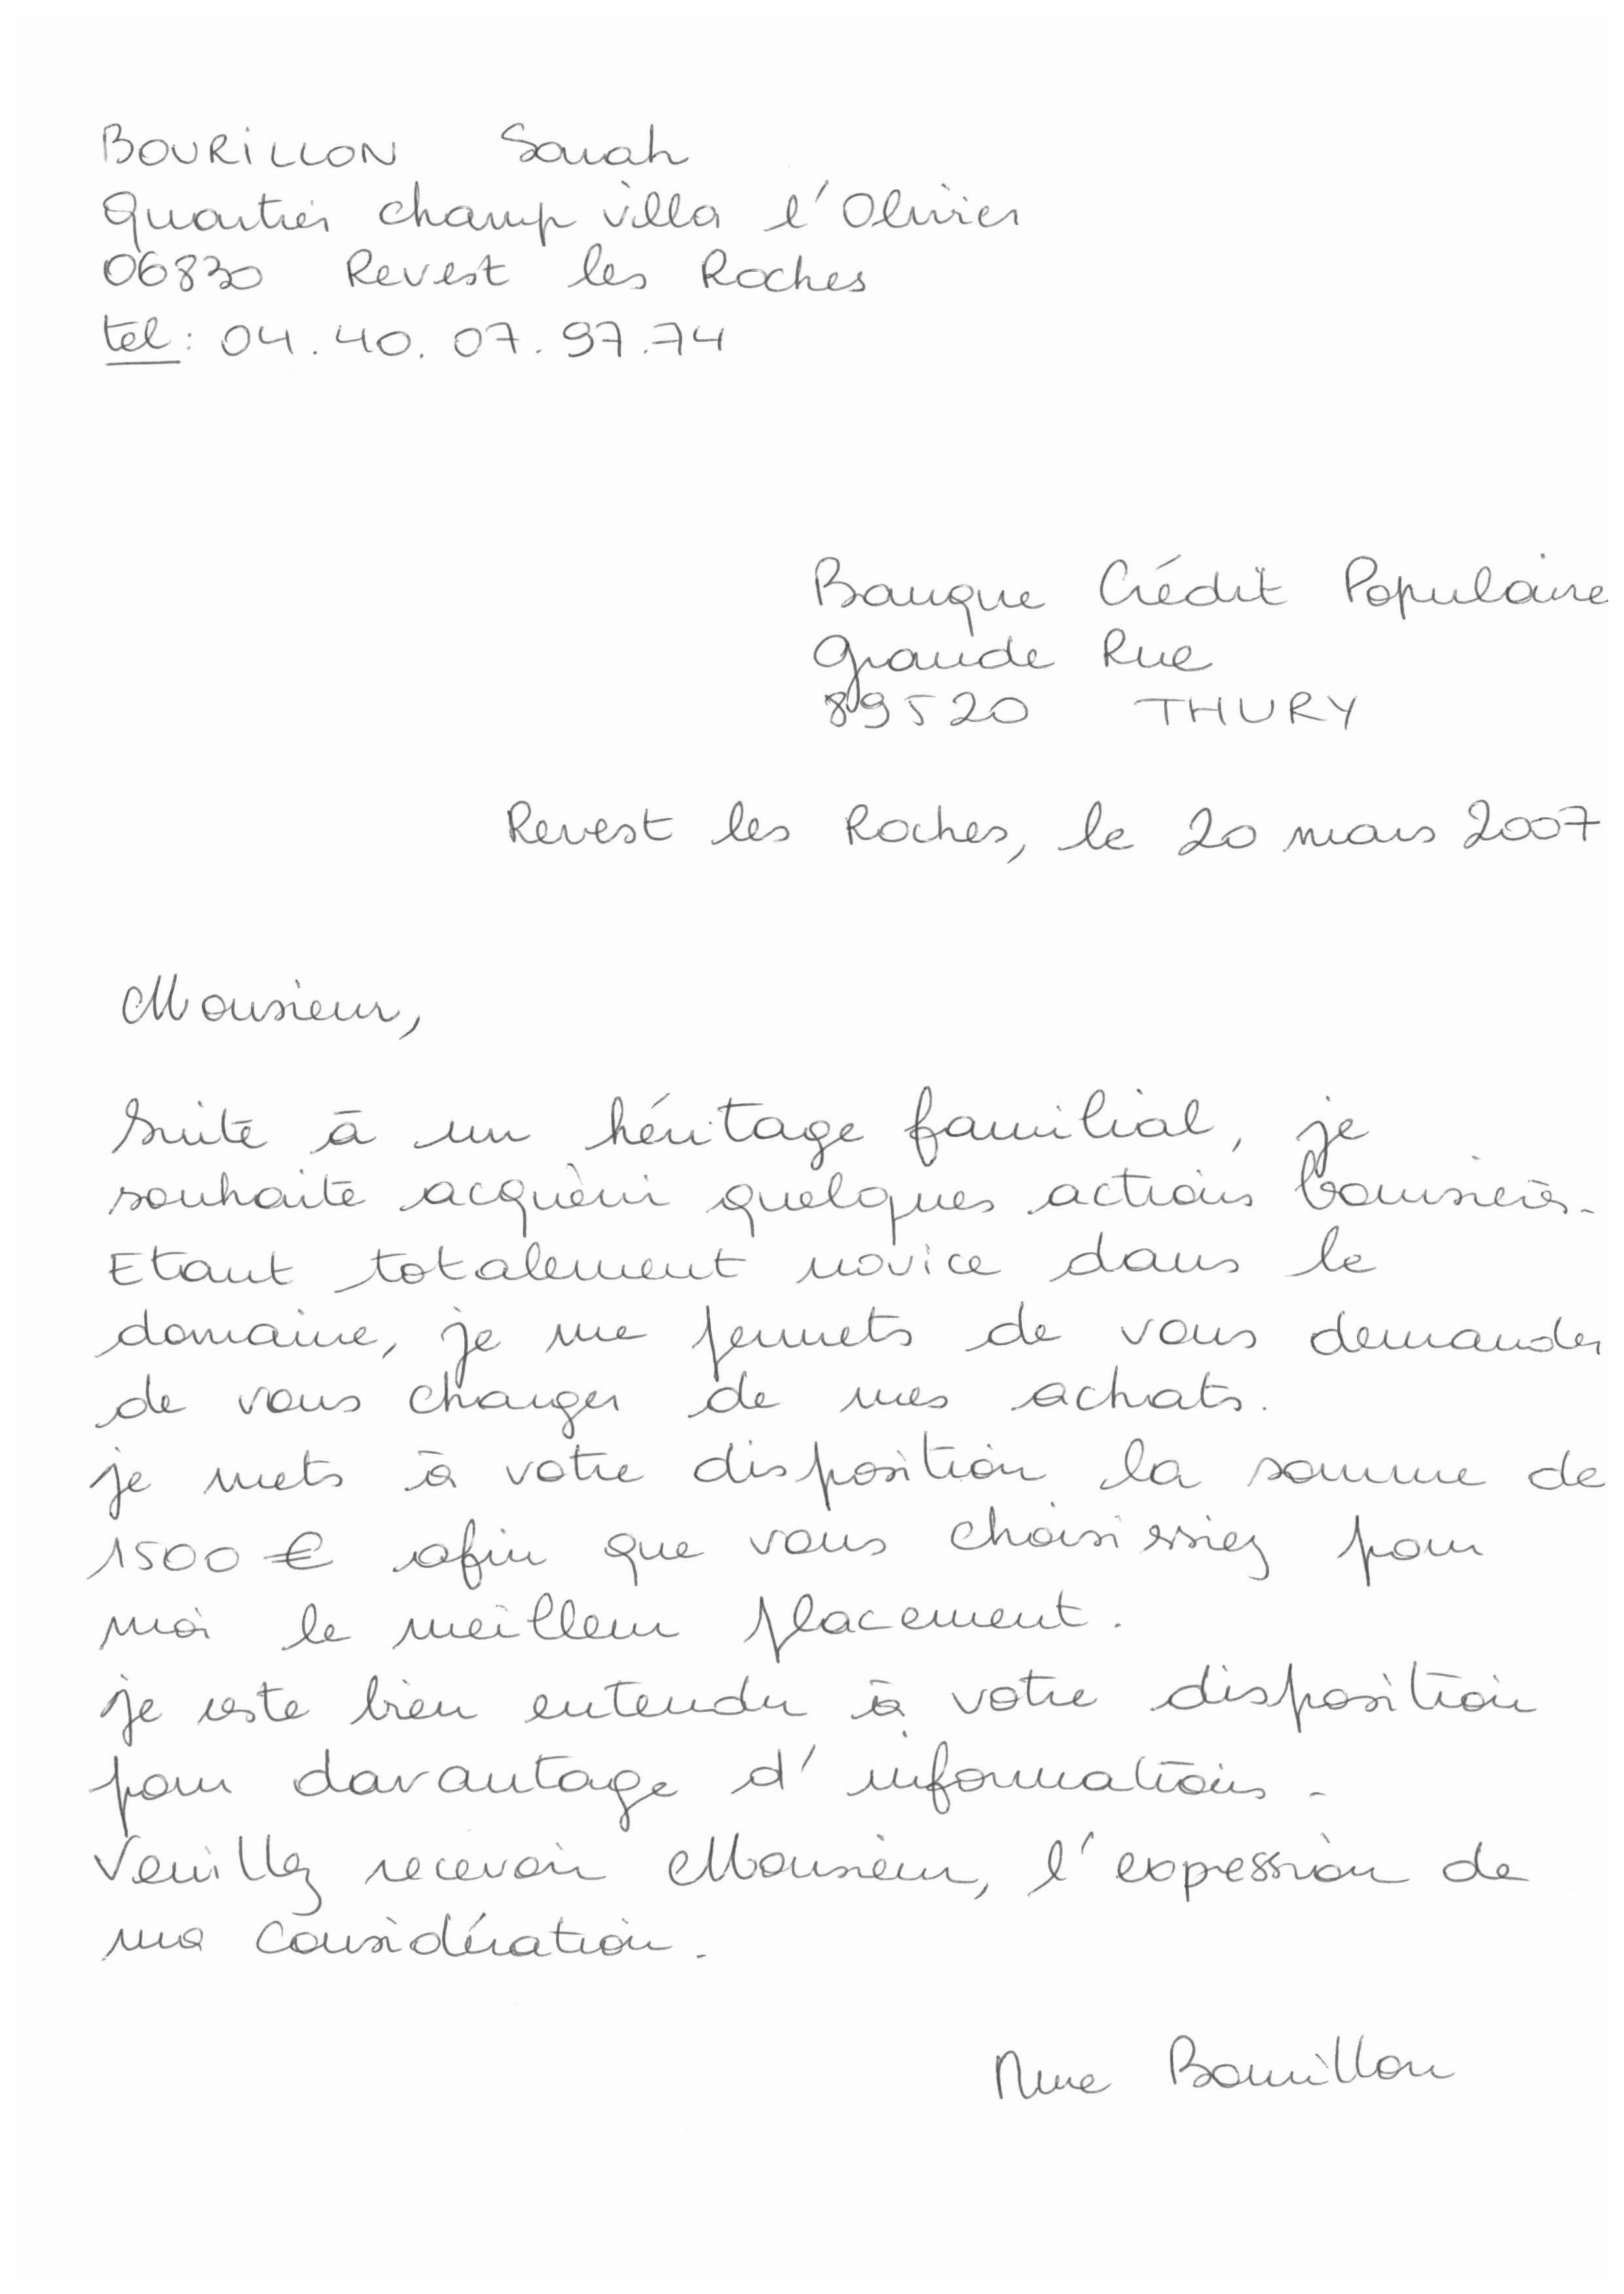 BOURILLON Sarah
Quartier champ villa l'Olivier
06830 Revest les Roches
tel : 04.40.07.97.74
Banque Crédit Populaire
Grande Rue
89520 THURY
Revest les Roches, le 20 mars 2007
Monsieur,
Suite à un héritage familial, je
souhaite acquérir quelques actions boursières.
Etant totalement novice dans le
domaine, je me permets de vous demander
de vous charger de mes achats.
je mets à votre disposition la somme de
1500 € afin que vous choisissiez pour
moi le meilleur placement.
je reste bien entendu à votre disposition
pour davantage d'informations.
Veuillez recevoir Monsieur, l'expression de
ma considération.
Mme Bourillon